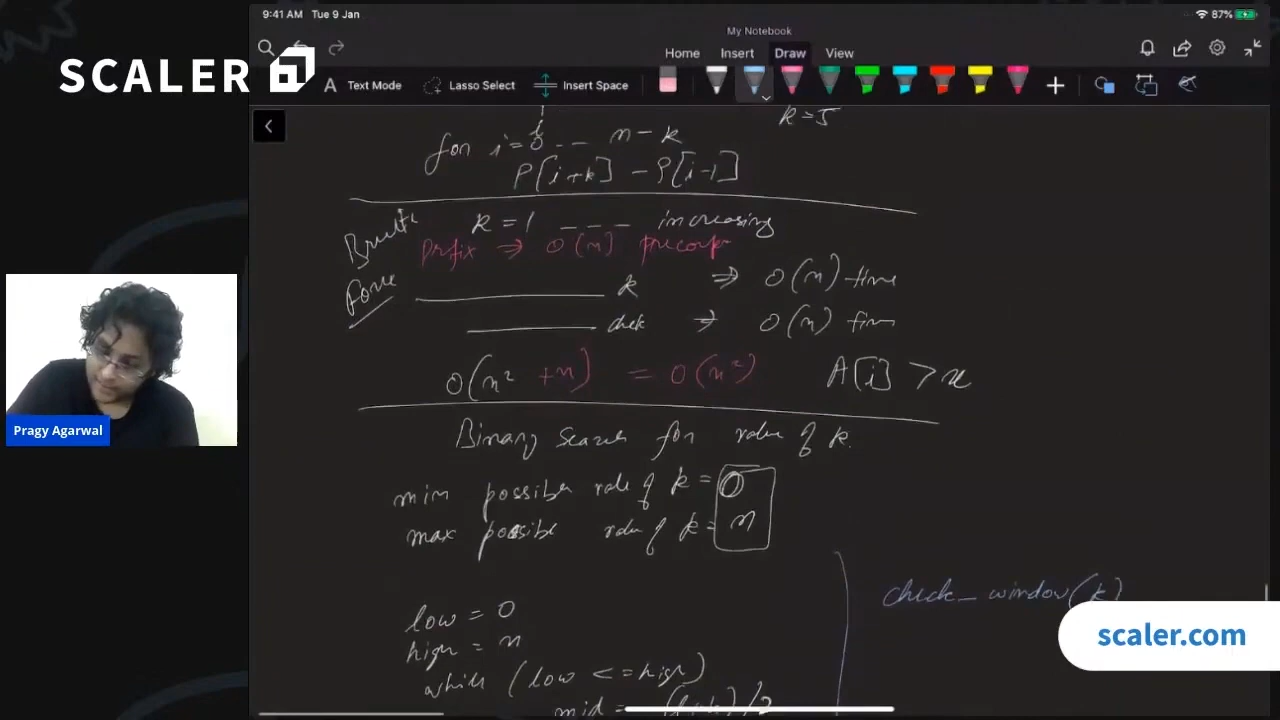 9:41 AM Tue 9 Jan
87%
My Notebook
SCALER
Home Insert Draw View
Text Mode Lasso Select Insert Space
k = 5
for i = 0 - - n - k
P[i+k] - P[i-1]
Brute Force
k = 1 - - - increasing
Prefix ⇒ O(n) precomp
k ⇒ O(n) time
check ⇒ O(n) time
O(n² + n) = O(n²) A[i] > x
Binary Search for value of k.
min possible value of k = 0
max possible value of k = n
low = 0
high = n
while (low <= high)
mid = /2
check_window(k)
Pragy Agarwal
scaler.com